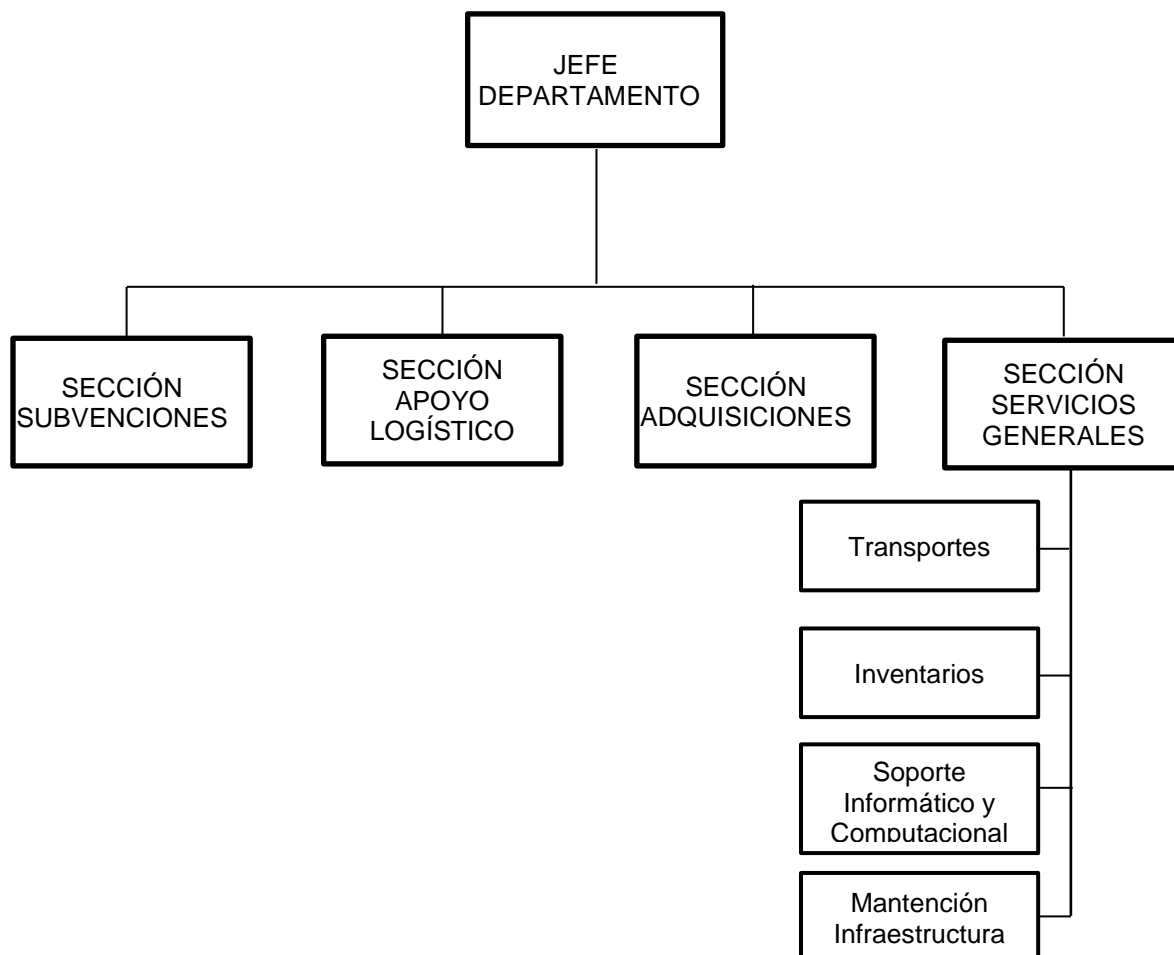 JEFE
DEPARTAMENTO
SECCIÓN
SUBVENCIONES
SECCIÓN
APOYO
LOGÍSTICO
SECCIÓN
ADQUISICIONES
SECCIÓN
SERVICIOS
GENERALES
Transportes
Inventarios
Soporte
Informático y
Computacional
Mantención
Infraestructura